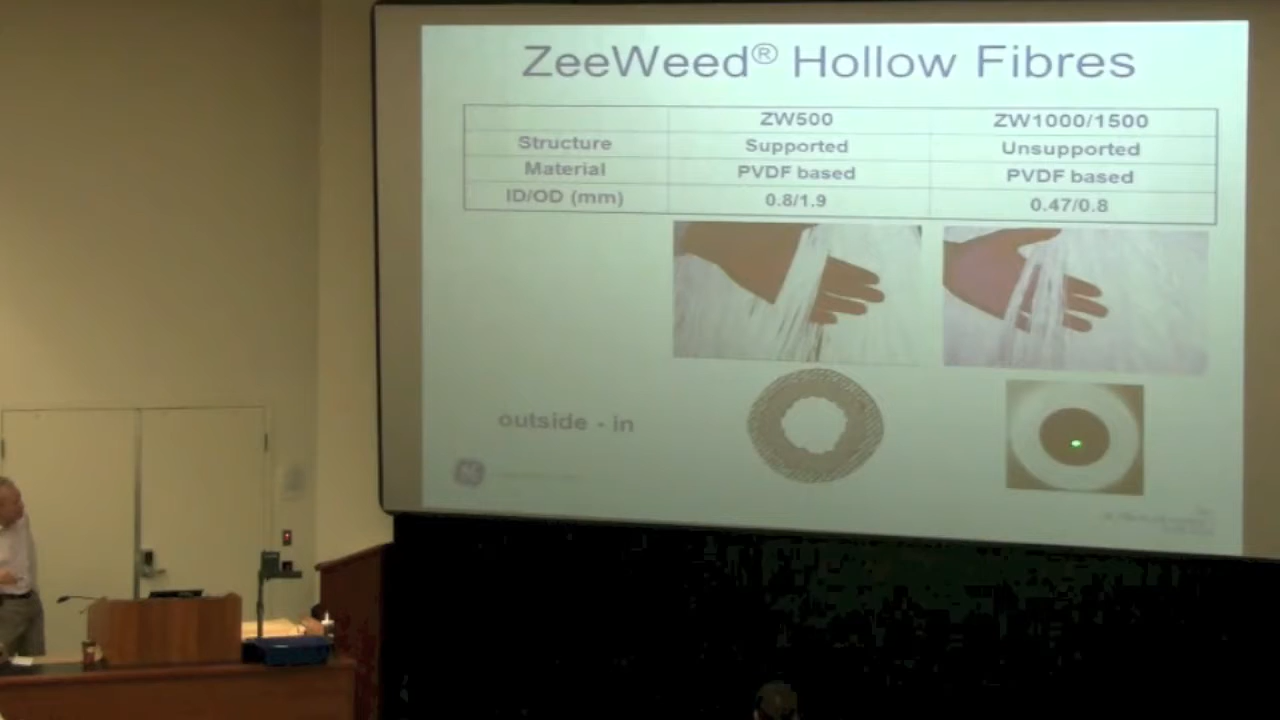 ZeeWeed® Hollow Fibres
ZW500 ZW1000/1500
Structure Supported Unsupported
Material PVDF based PVDF based
ID/OD (mm) 0.8/1.9 0.47/0.8
outside - in